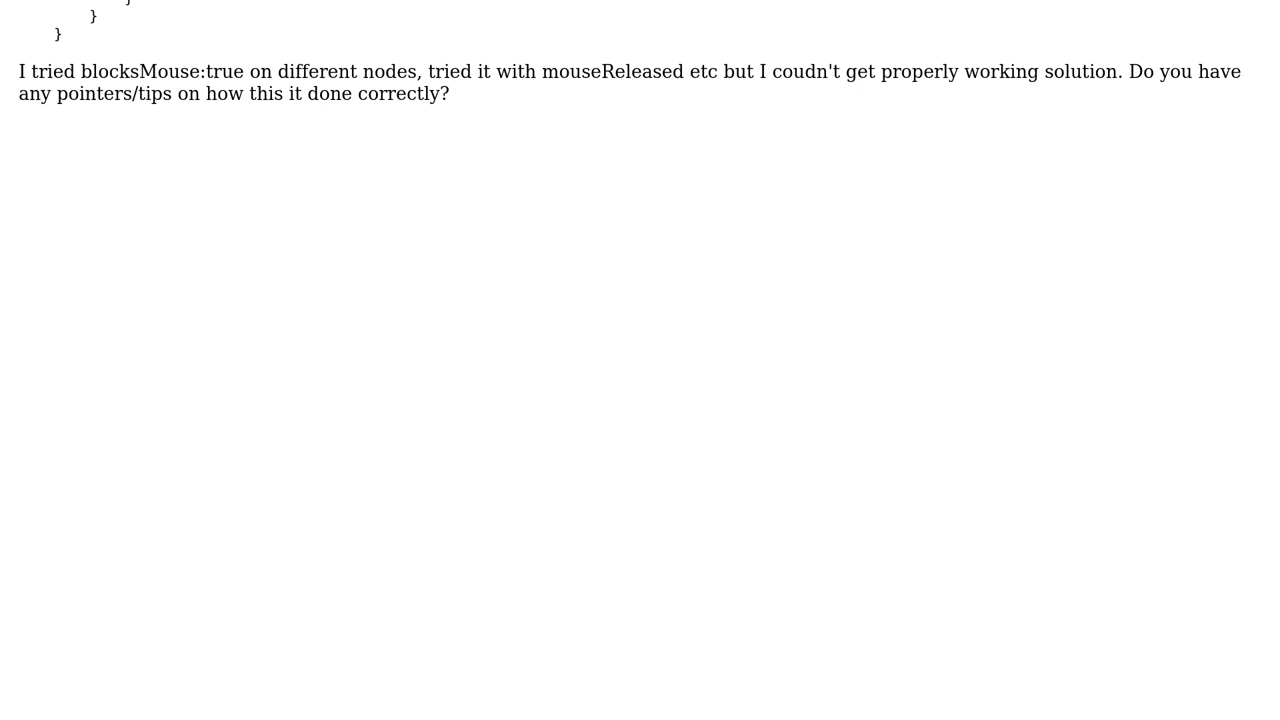 }
}
}
I tried blocksMouse:true on different nodes, tried it with mouseReleased etc but I coudn't get properly working solution. Do you have
any pointers/tips on how this it done correctly?